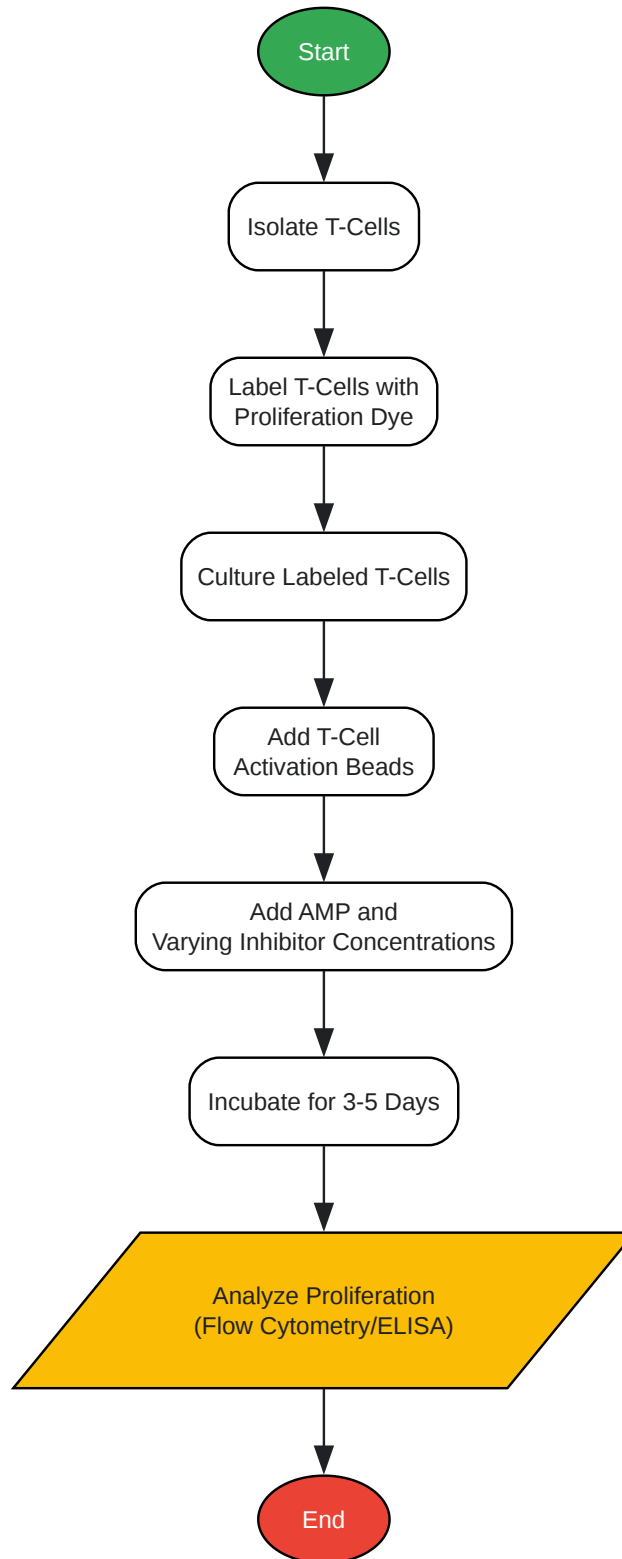 Start
Isolate T-Cells
Label T-Cells with
Proliferation Dye
Culture Labeled T-Cells
Add T-Cell
Activation Beads
Add AMP and
Varying Inhibitor Concentrations
Incubate for 3-5 Days
Analyze Proliferation
(Flow Cytometry/ELISA)
End